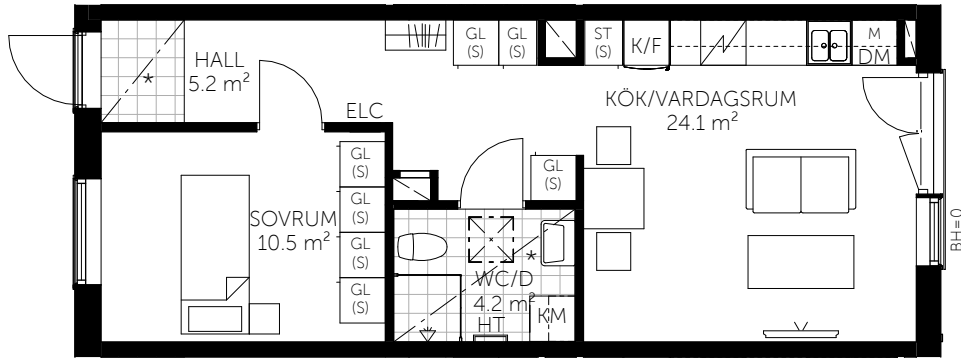 HALL
5.2 m²
GL
(S)
GL
(S)
ST
(S)
K/F
M
DM
KÖK/VARDAGSRUM
24.1 m²
ELC
GL
(S)
GL
(S)
GL
(S)
GL
(S)
GL
(S)
SOVRUM
10.5 m²
WC/D
4.2 m²
HT
KM
BH=0
*
*